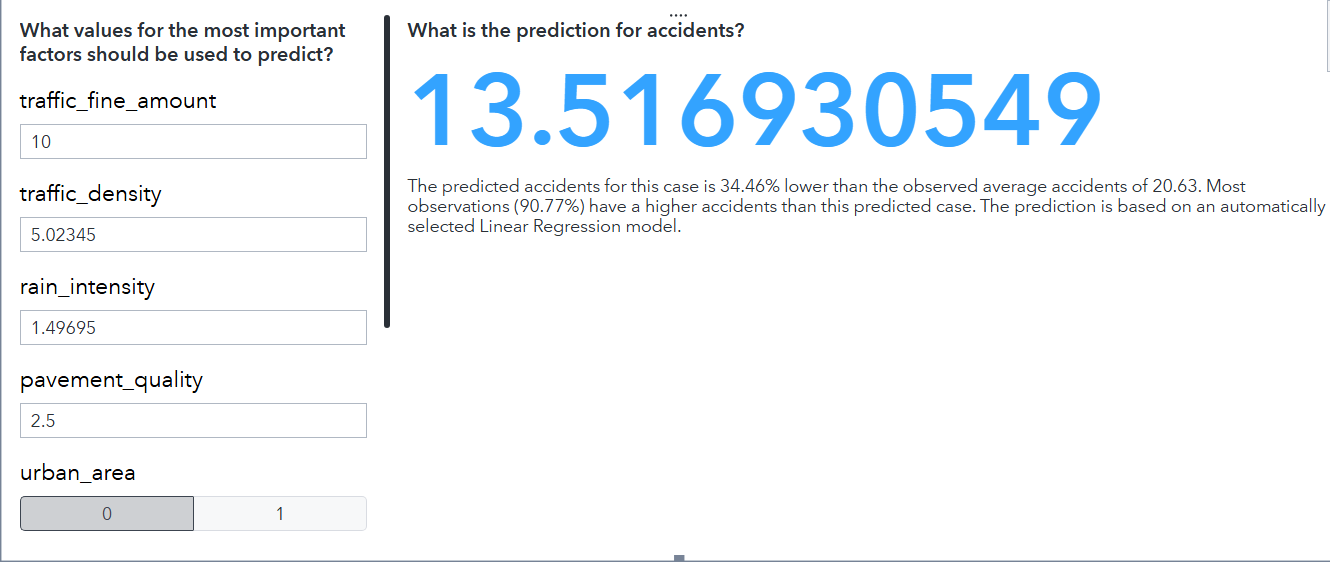 What values for the most important
factors should be used to predict?
traffic_fine_amount
10
traffic_density
5.02345
rain_intensity
1.49695
pavement_quality
2.5
urban_area
0 1
What is the prediction for accidents?
13.516930549
The predicted accidents for this case is 34.46% lower than the observed average accidents of 20.63. Most
observations (90.77%) have a higher accidents than this predicted case. The prediction is based on an automatically
selected Linear Regression model.